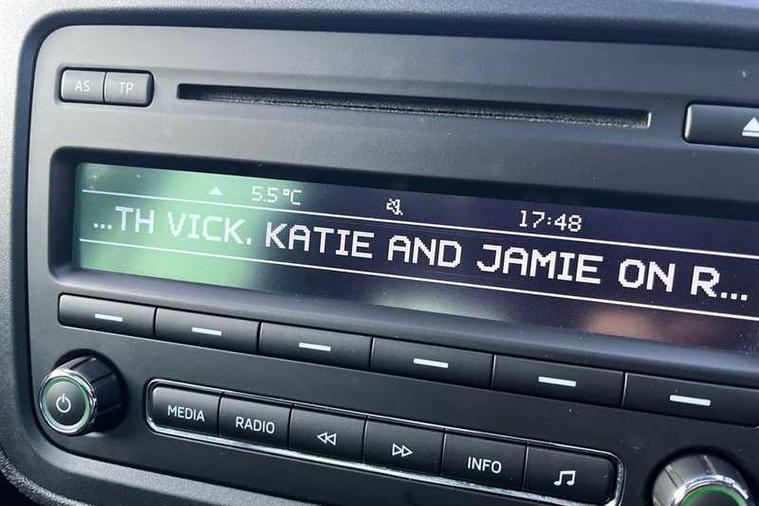 AS TP
5.5°C 17:48
...TH VICK. KATIE AND JAMIE ON R...
MEDIA RADIO INFO